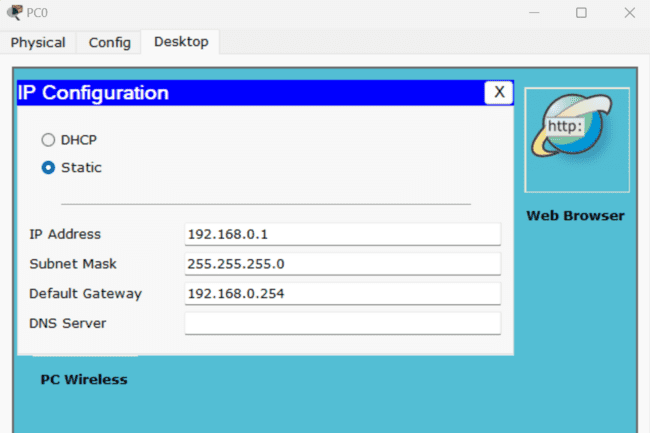 PC0
Physical Config Desktop
IP Configuration X
http:
DHCP
Static
Web Browser
IP Address 192.168.0.1
Subnet Mask 255.255.255.0
Default Gateway 192.168.0.254
DNS Server
PC Wireless